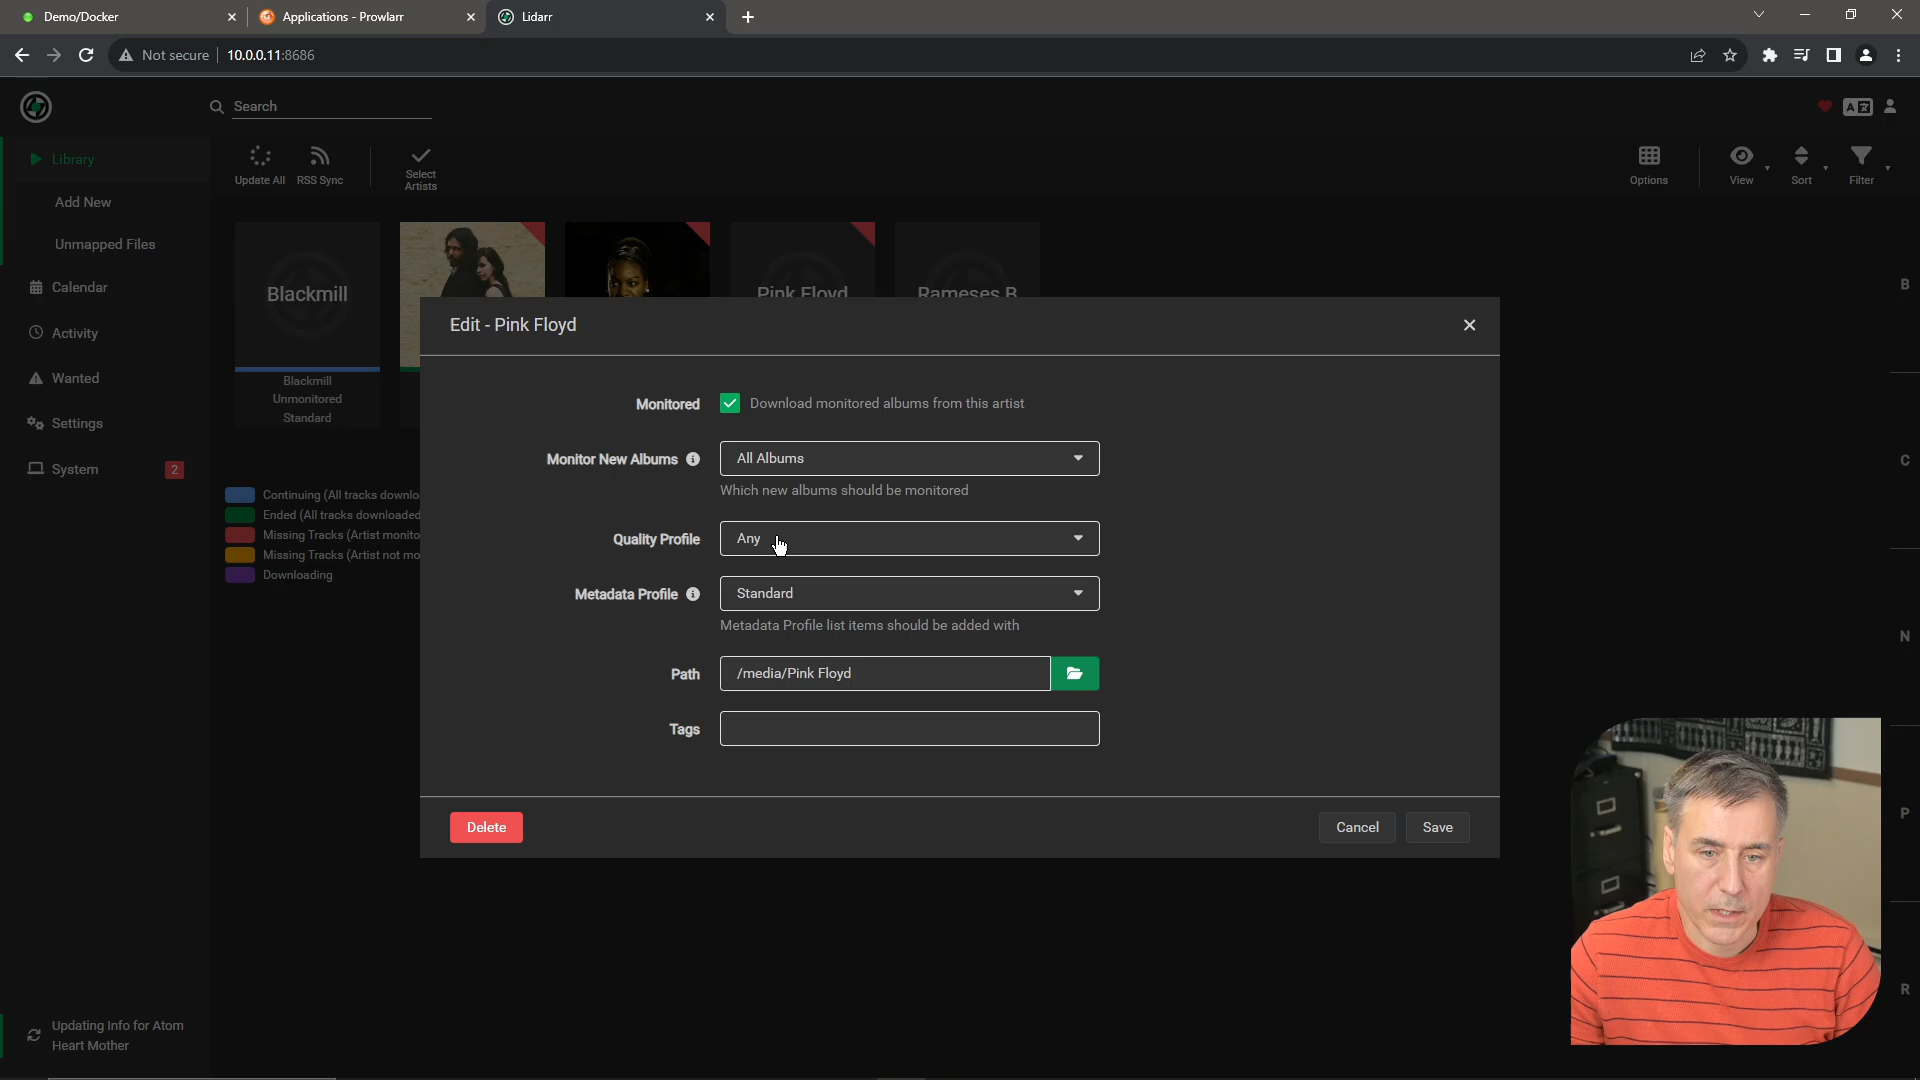 Demo/Docker
Applications - Prowlarr
Lidarr
Not secure
10.0.0.11:8686
Search
Library
Add New
Unmapped Files
Calendar
Activity
Wanted
Settings
System
2
Update All
RSS Sync
Select
Artists
Options
View
Sort
Filter
Blackmill
Pink Floyd
Rameses B
Blackmill
Unmonitored
Standard
Continuing (All tracks downlo
Ended (All tracks downloaded
Missing Tracks (Artist monito
Missing Tracks (Artist not mo
Downloading
Edit - Pink Floyd
Monitored
Download monitored albums from this artist
Monitor New Albums
All Albums
Which new albums should be monitored
Quality Profile
Any
Metadata Profile
Standard
Metadata Profile list items should be added with
Path
/media/Pink Floyd
Tags
Delete
Cancel
Save
B
C
N
P
R
Updating Info for Atom
Heart Mother